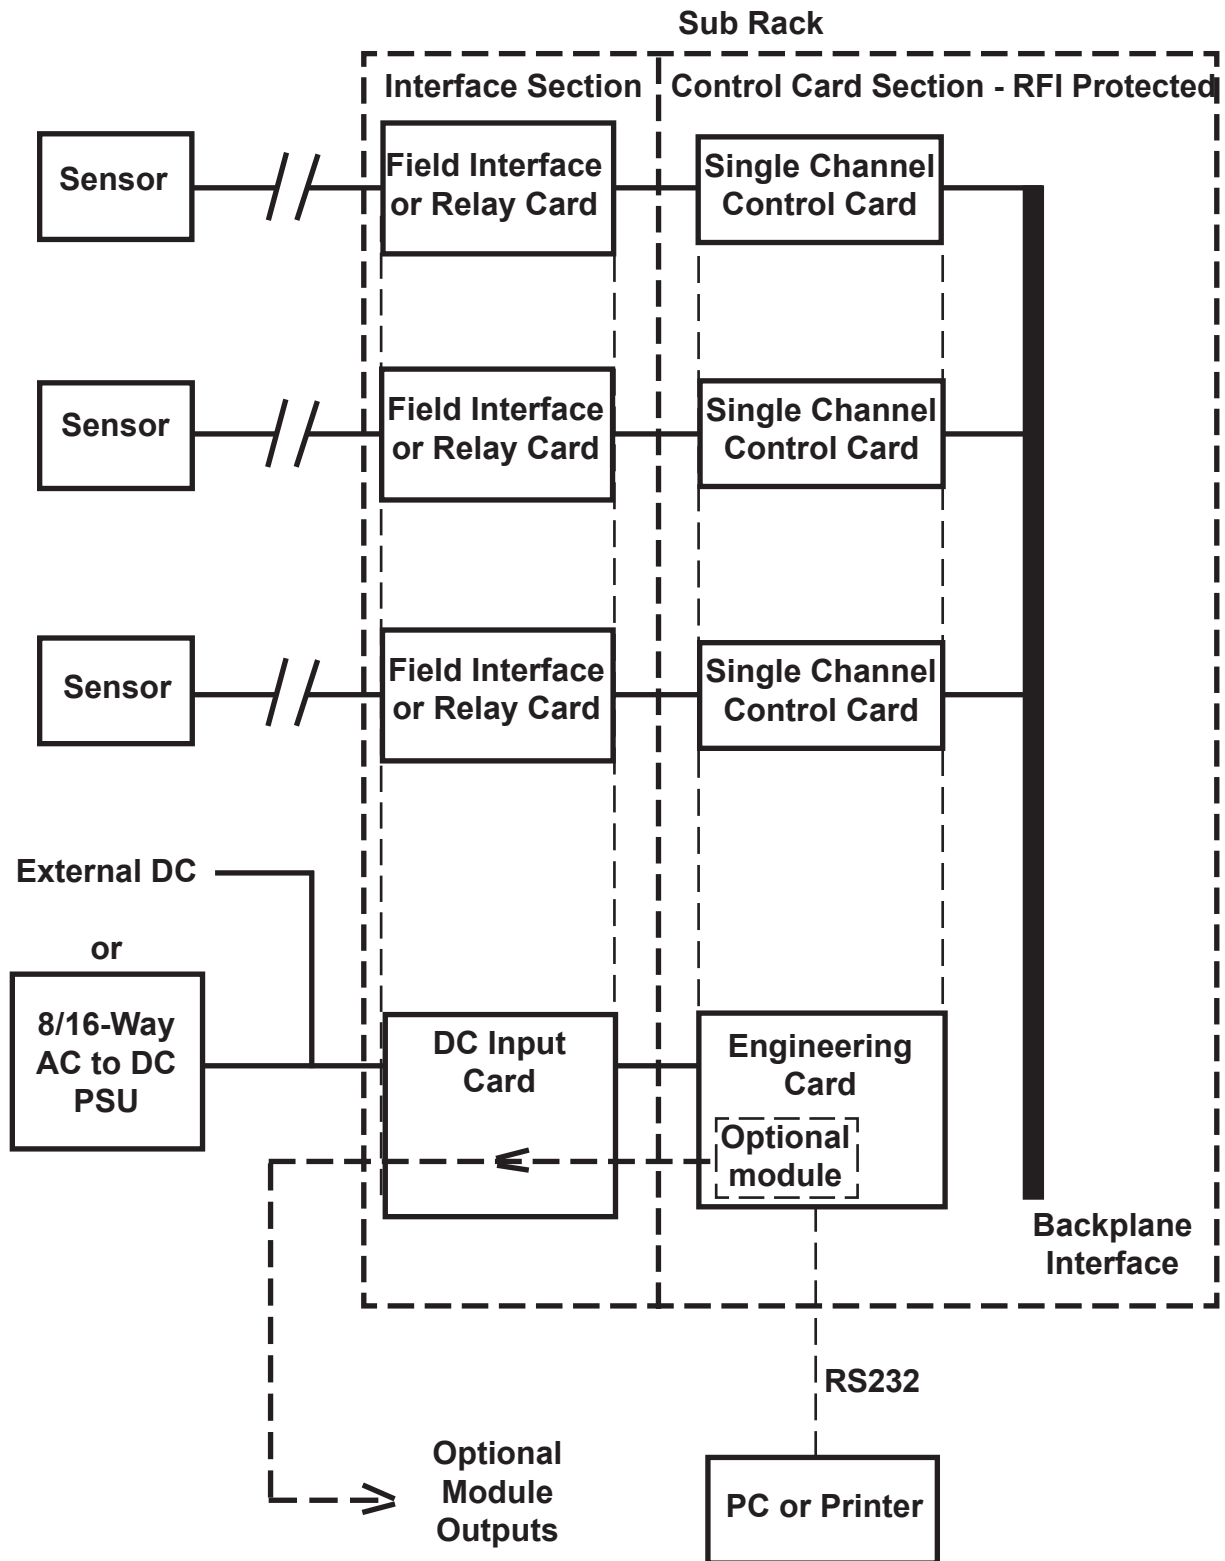 Sub Rack
Interface Section
Control Card Section - RFI Protected
Sensor
Field Interface
or Relay Card
Single Channel
Control Card
Sensor
Field Interface
or Relay Card
Single Channel
Control Card
Sensor
Field Interface
or Relay Card
Single Channel
Control Card
External DC
or
8/16-Way
AC to DC
PSU
DC Input
Card
Engineering
Card
Optional
module
Backplane
Interface
RS232
Optional
Module
Outputs
PC or Printer